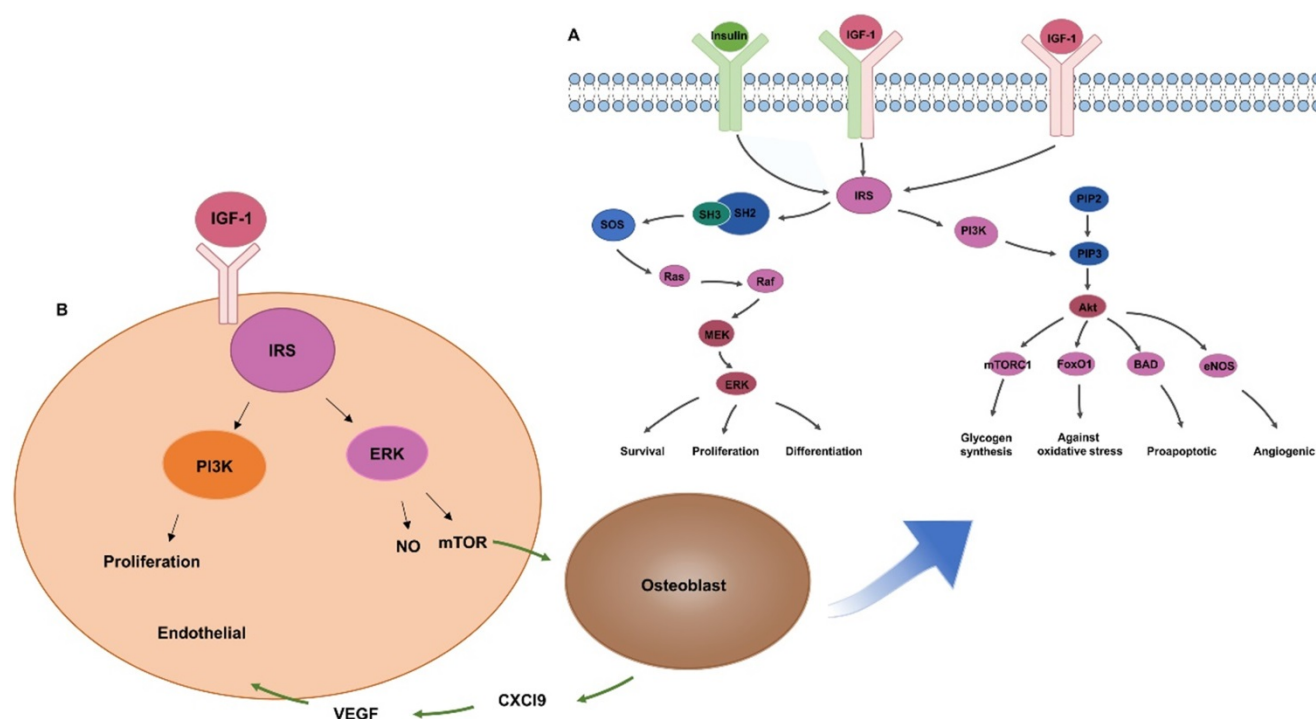 A
Insulin
IGF-1
IGF-1
IRS
SH3
SH2
SOS
PI3K
PIP2
PIP3
Ras
Raf
MEK
ERK
Akt
mTORC1
FoxO1
BAD
eNOS
Survival
Proliferation
Differentiation
Glycogen
synthesis
Against
oxidative stress
Proapoptotic
Angiogenic
B
IGF-1
IRS
PI3K
ERK
Proliferation
NO
mTOR
Endothelial
Osteoblast
CXCl9
VEGF